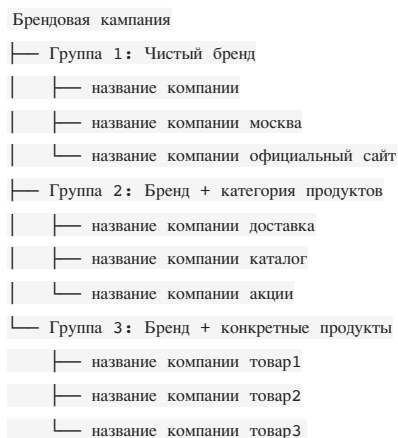 Брендовая кампания
├── Группа 1: Чистый бренд
│   ├── название компании
│   ├── название компании москва
│   └── название компании официальный сайт
├── Группа 2: Бренд + категория продуктов
│   ├── название компании доставка
│   ├── название компании каталог
│   └── название компании акции
└── Группа 3: Бренд + конкретные продукты
    ├── название компании товар1
    ├── название компании товар2
    └── название компании товар3